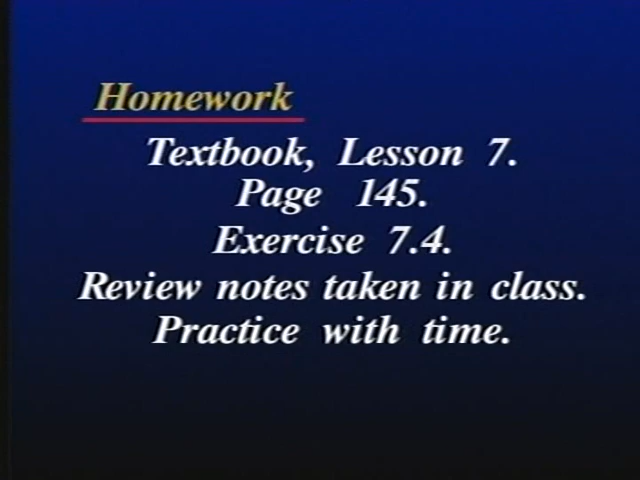 Homework
Textbook, Lesson 7.
Page 145.
Exercise 7.4.
Review notes taken in class.
Practice with time.